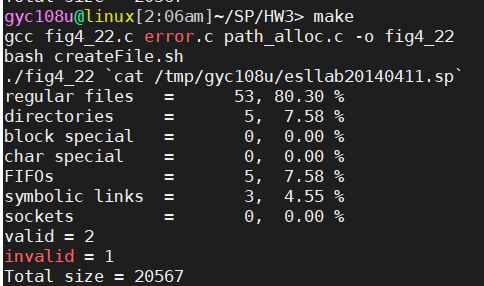 Total size = 20567
gyc108u@linux[2:06am]~/SP/HW3> make
gcc fig4_22.c error.c path_alloc.c -o fig4_22
bash createFile.sh
./fig4_22 `cat /tmp/gyc108u/esllab20140411.sp`
regular files   =      53, 80.30 %
directories     =       5,  7.58 %
block special   =       0,  0.00 %
char special    =       0,  0.00 %
FIFOs           =       5,  7.58 %
symbolic links  =       3,  4.55 %
sockets         =       0,  0.00 %
valid = 2
invalid = 1
Total size = 20567